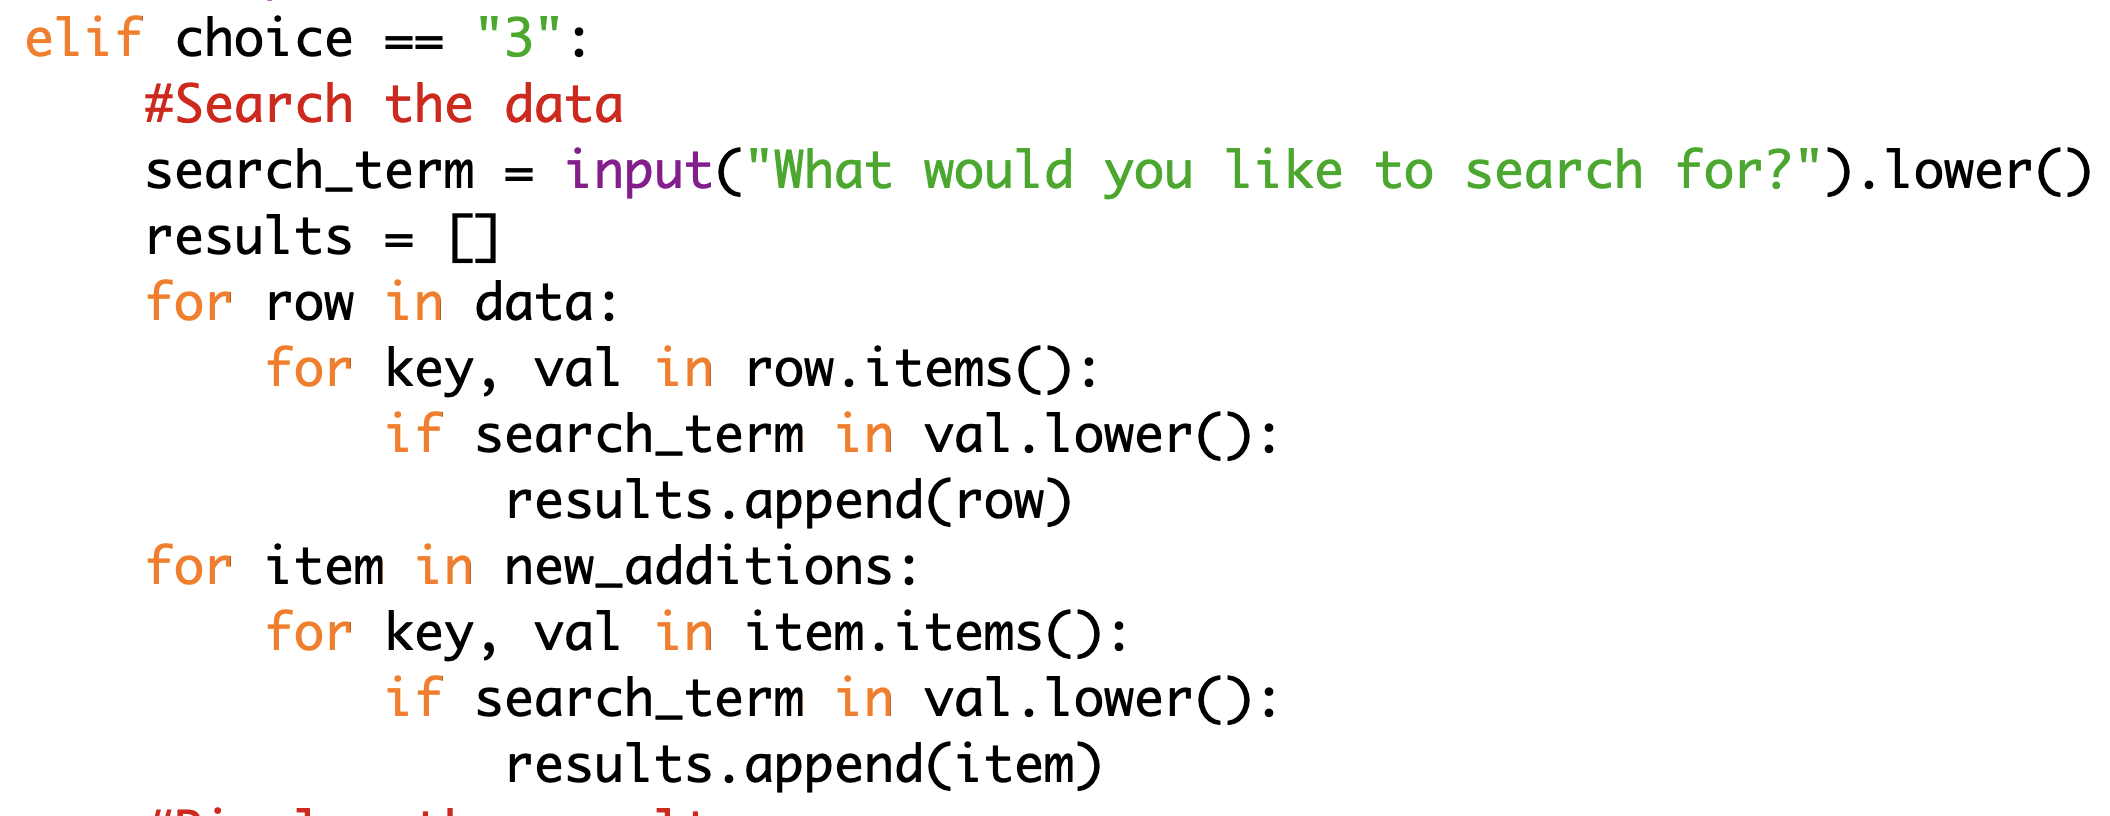 elif choice == "3":
    #Search the data
    search_term = input("What would you like to search for?").lower()
    results = []
    for row in data:
        for key, val in row.items():
            if search_term in val.lower():
                results.append(row)
    for item in new_additions:
        for key, val in item.items():
            if search_term in val.lower():
                results.append(item)